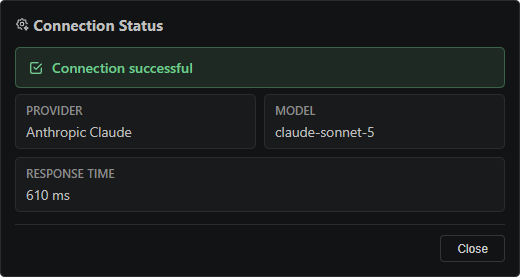 Connection Status
Connection successful
PROVIDER
Anthropic Claude
MODEL
claude-sonnet-5
RESPONSE TIME
610 ms
Close